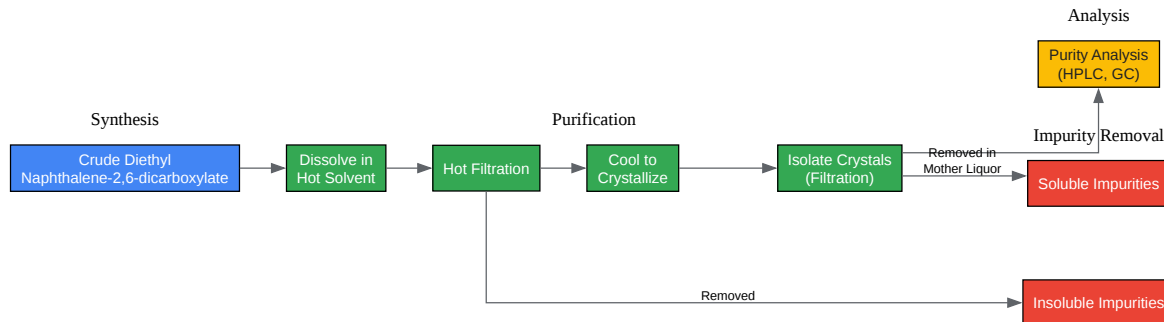 Analysis
Purity Analysis
(HPLC, GC)
Synthesis
Purification
Impurity Removal
Crude Diethyl
Naphthalene-2,6-dicarboxylate
Dissolve in
Hot Solvent
Hot Filtration
Cool to
Crystallize
Isolate Crystals
(Filtration)
Removed in
Mother Liquor
Soluble Impurities
Removed
Insoluble Impurities